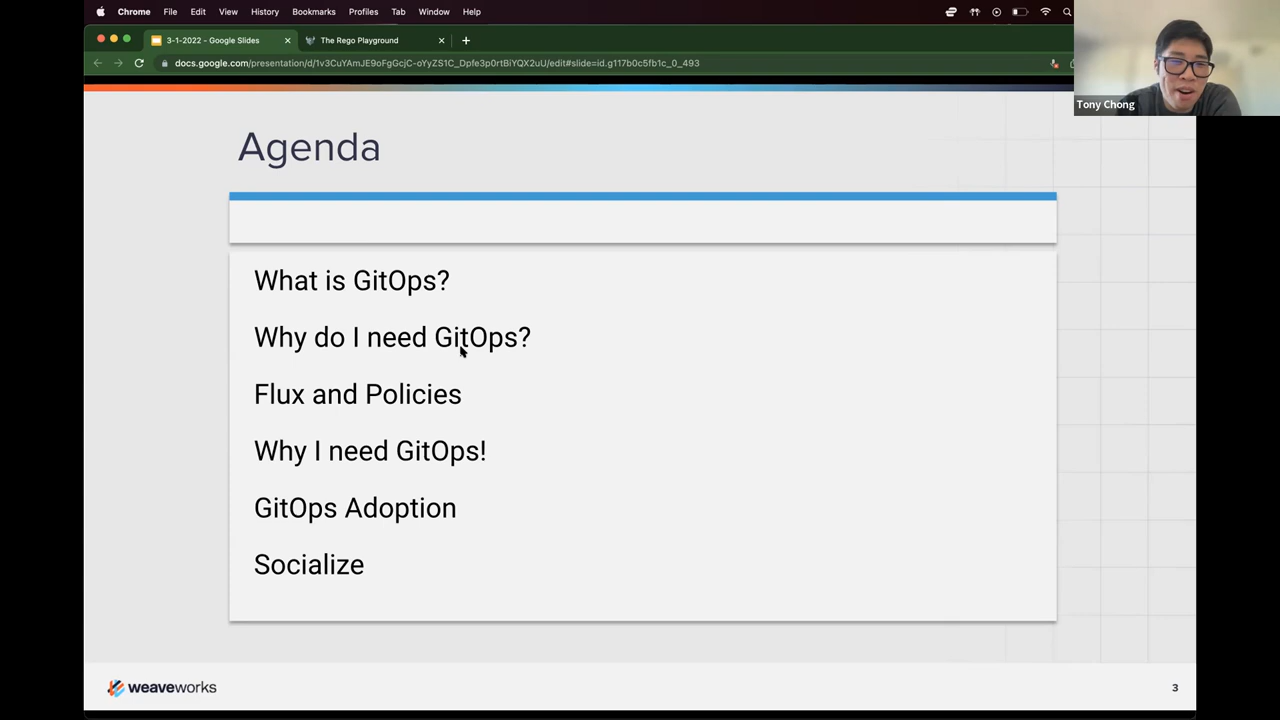 Chrome File Edit View History Bookmarks Profiles Tab Window Help
3-1-2022 - Google Slides
The Rego Playground
docs.google.com/presentation/d/1v3CuYAmJE9oFgGcjC-oYyZS1C_Dpfe3p0rtBiYQX2uU/edit#slide=id.g117b0c5fb1c_0_493
Tony Chong
Agenda
What is GitOps?
Why do I need GitOps?
Flux and Policies
Why I need GitOps!
GitOps Adoption
Socialize
weaveworks
3